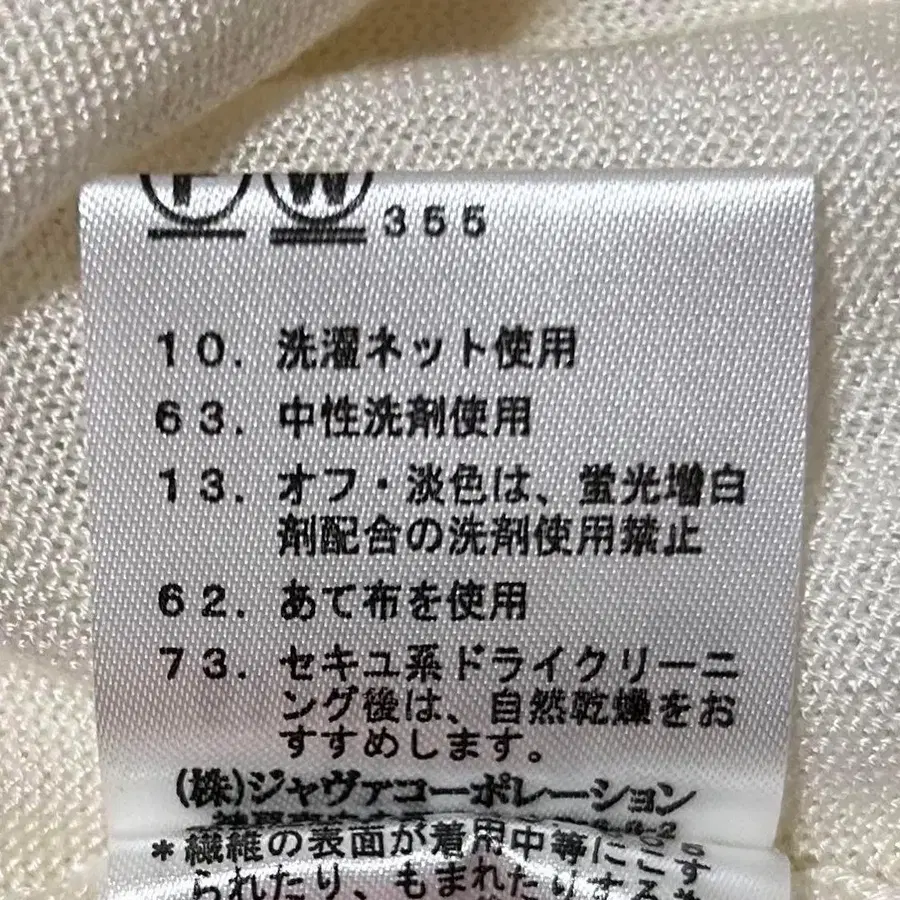 F W 355
10. 洗濯ネット使用
63. 中性洗剤使用
13. オフ・淡色は、蛍光増白
剤配合の洗剤使用禁止
62. あて布を使用
73. セキユ系ドライクリーニ
ング後は、自然乾燥をお
すすめします。
(株)ジャヴァコーポレーション
*繊維の表面が着用中等にこす
られたり、もまれたりする